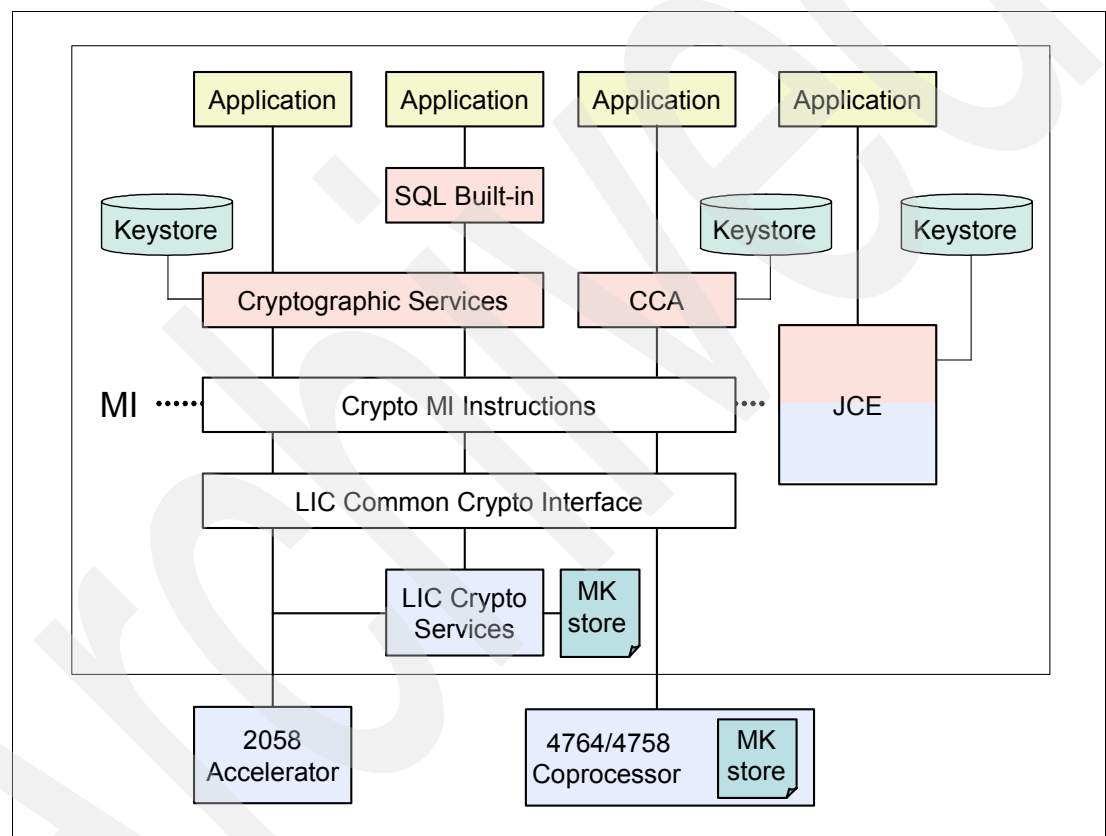 Application
Application
Application
Application
SQL Built-in
Keystore
Keystore
Keystore
Cryptographic Services
CCA
MI
Crypto MI Instructions
JCE
LIC Common Crypto Interface
LIC Crypto
Services
MK
store
2058
Accelerator
4764/4758
Coprocessor
MK
store